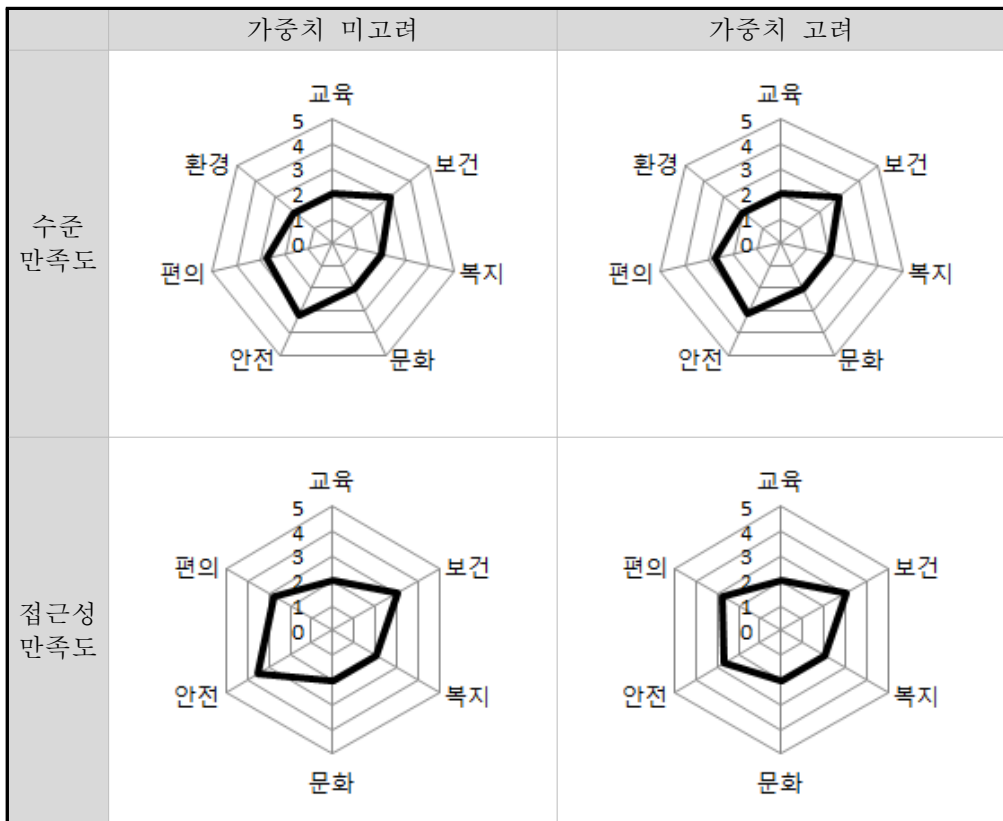 가중치 미고려
가중치 고려
수준
만족도
교육
보건
복지
문화
안전
편의
환경
5
4
3
2
1
0
교육
보건
복지
문화
안전
편의
환경
5
4
3
2
1
0
접근성
만족도
교육
보건
복지
문화
안전
편의
5
4
3
2
1
0
교육
보건
복지
문화
안전
편의
5
4
3
2
1
0